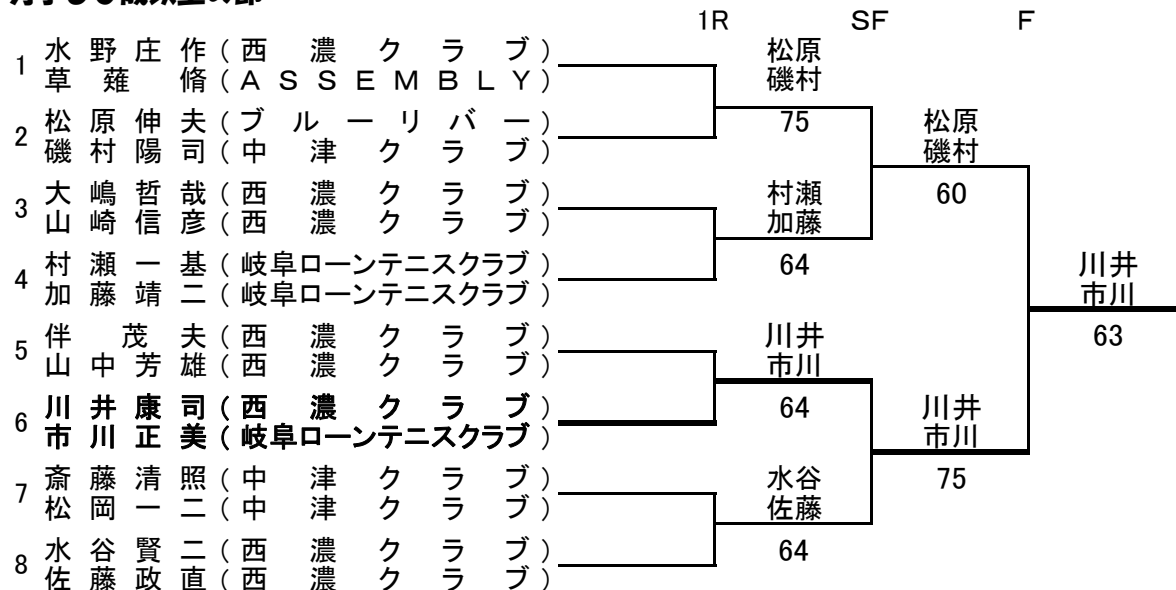 1R SF F
1 水野庄作(西濃クラブ)
草薙脩(ASSEMBLY)
2 松原伸夫(ブルーリバー)
磯村陽司(中津クラブ)
3 大嶋哲哉(西濃クラブ)
山崎信彦(西濃クラブ)
4 村瀬一基(岐阜ローンテニスクラブ)
加藤靖二(岐阜ローンテニスクラブ)
5 伴茂夫(西濃クラブ)
山中芳雄(西濃クラブ)
6 川井康司(西濃クラブ)
市川正美(岐阜ローンテニスクラブ)
7 斎藤清照(中津クラブ)
松岡一二(中津クラブ)
8 水谷賢二(西濃クラブ)
佐藤政直(西濃クラブ)
松原
磯村
75
村瀬
加藤
64
川井
市川
64
水谷
佐藤
64
松原
磯村
60
川井
市川
75
川井
市川
63